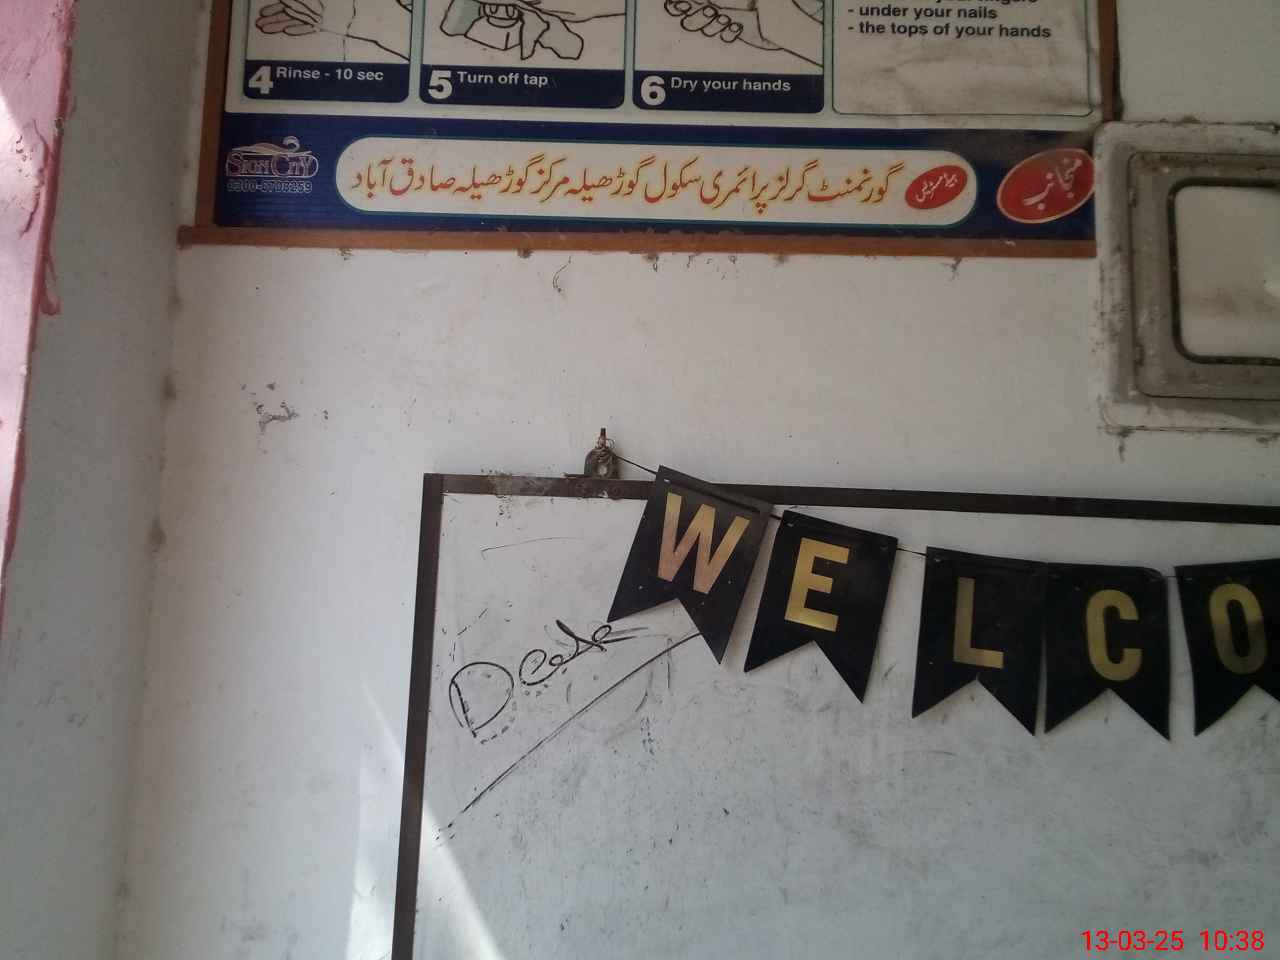 - under your nails
- the tops of your hands
4 Rinse - 10 sec
5 Turn off tap
6 Dry your hands
SIGN CITY
منجانب
گورنمنٹ گرلز پرائمری سکول گوڑھیلہ مرکز گوڑھیلہ صادق آباد
WELCO
Date
13-03-25 10:38